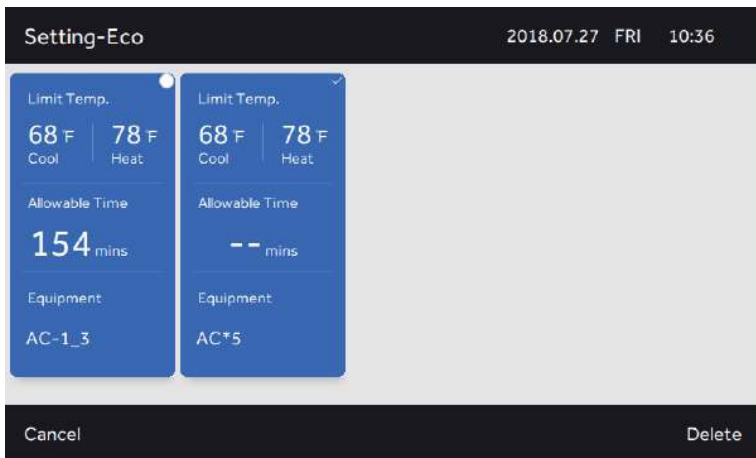 Setting-Eco 2018.07.27 FRI 10:36
Limit Temp.
68 °F 78 °F
Cool Heat
Allowable Time
154 mins
Equipment
AC-1_3
Limit Temp.
68 °F 78 °F
Cool Heat
Allowable Time
-- mins
Equipment
AC*5
Cancel Delete